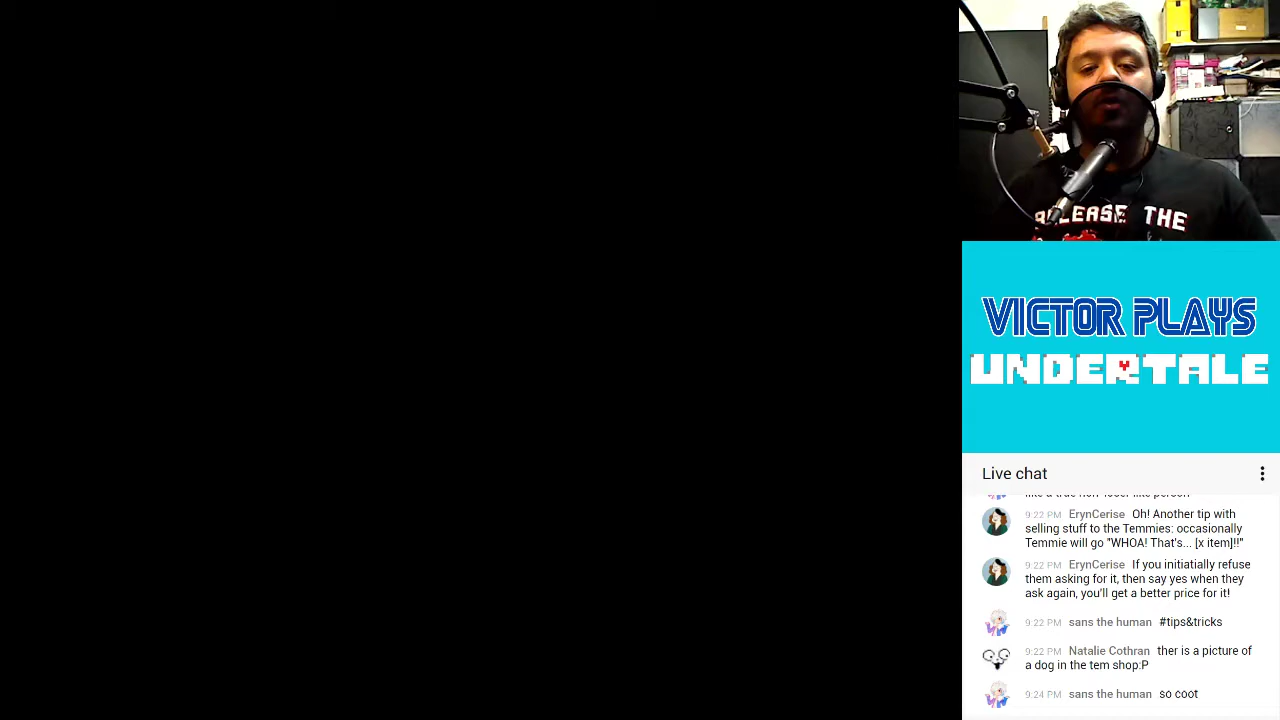 RELEASE THE
VICTOR PLAYS
UNDERTALE
Live chat
9:22 PM ErynCerise Oh! Another tip with
selling stuff to the Temmies: occasionally
Temmie will go "WHOA! That's... [x item]!!"
9:22 PM ErynCerise If you initiatially refuse
them asking for it, then say yes when they
ask again, you'll get a better price for it!
9:22 PM sans the human #tips&tricks
9:22 PM Natalie Cothran ther is a picture of
a dog in the tem shop:P
9:24 PM sans the human so coot